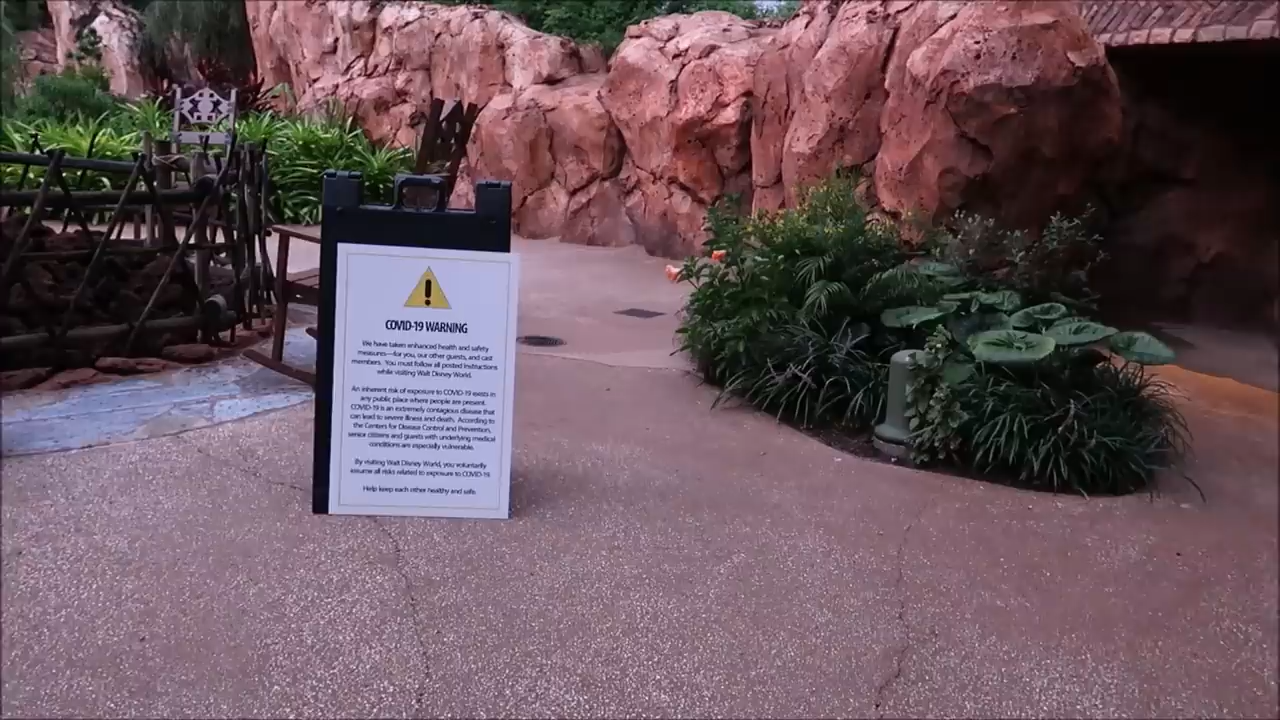 COVID-19 WARNING
We have taken enhanced health and safety
measures—for you, our other guests, and cast
members. You must follow all posted instructions
while visiting Walt Disney World.
An inherent risk of exposure to COVID-19 exists in
any public place where people are present.
COVID-19 is an extremely contagious disease that
can lead to severe illness and death. According to
the Centers for Disease Control and Prevention,
senior citizens and guests with underlying medical
conditions are especially vulnerable.
By visiting Walt Disney World, you voluntarily
assume all risks related to exposure to COVID-19.
Help keep each other healthy and safe.